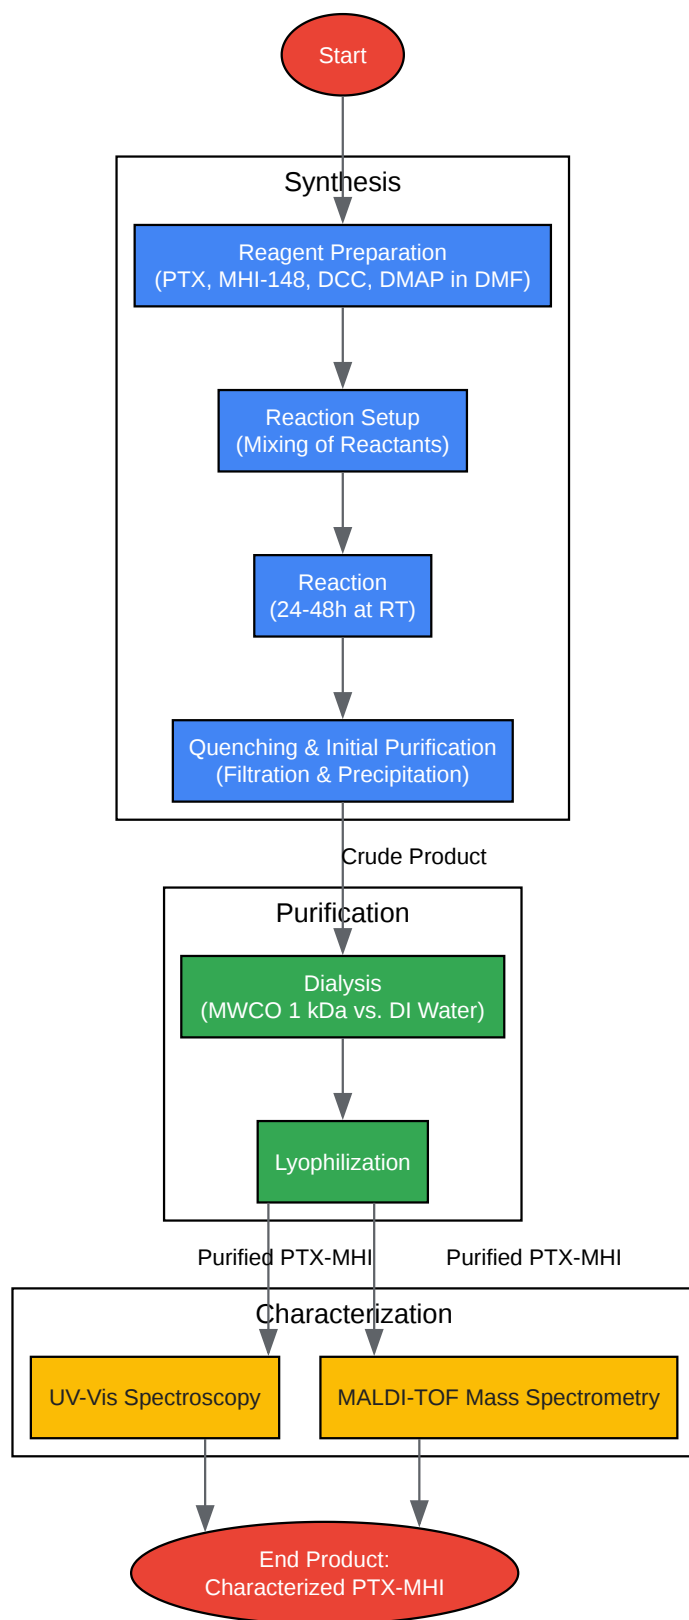 Start
Synthesis
Reagent Preparation
(PTX, MHI-148, DCC, DMAP in DMF)
Reaction Setup
(Mixing of Reactants)
Reaction
(24-48h at RT)
Quenching & Initial Purification
(Filtration & Precipitation)
Crude Product
Purification
Dialysis
(MWCO 1 kDa vs. DI Water)
Lyophilization
Purified PTX-MHI
Purified PTX-MHI
Characterization
UV-Vis Spectroscopy
MALDI-TOF Mass Spectrometry
End Product:
Characterized PTX-MHI